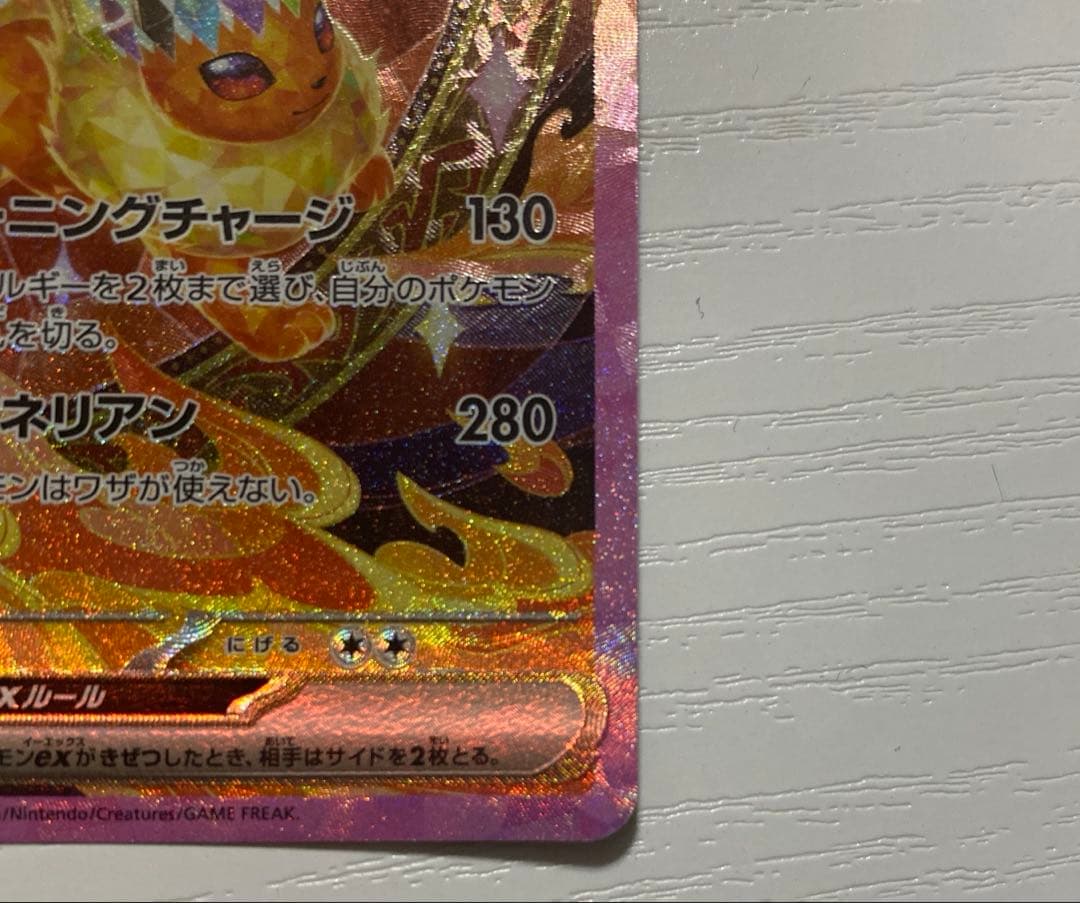 ーニングチャージ 130
ルギーを2枚まで選び、自分のポケモン
を切る。
ネリアン 280
モンはワザが使えない。
にげる
xルール
モンexがきぜつしたとき、相手はサイドを2枚とる。
/Nintendo/Creatures/GAME FREAK.